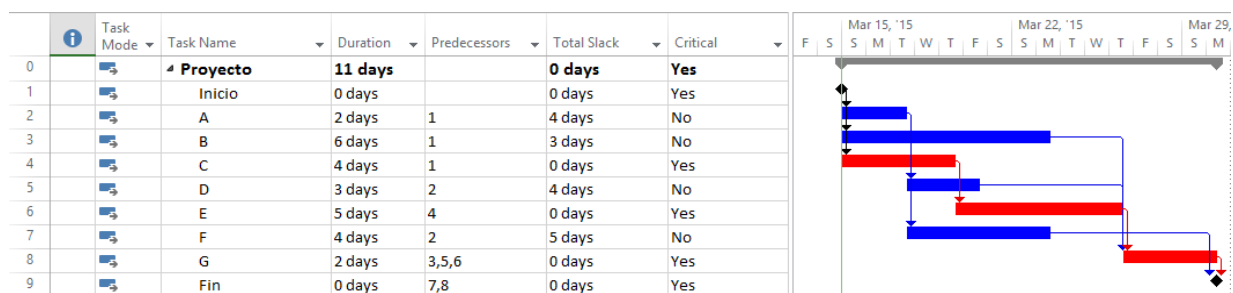 Task Mode Task Name Duration Predecessors Total Slack Critical
Mar 15, '15 Mar 22, '15 Mar 29,
F S S M T W T F S S M T W T F S S M
0 Proyecto 11 days 0 days Yes
1 Inicio 0 days 0 days Yes
2 A 2 days 1 4 days No
3 B 6 days 1 3 days No
4 C 4 days 1 0 days Yes
5 D 3 days 2 4 days No
6 E 5 days 4 0 days Yes
7 F 4 days 2 5 days No
8 G 2 days 3,5,6 0 days Yes
9 Fin 0 days 7,8 0 days Yes